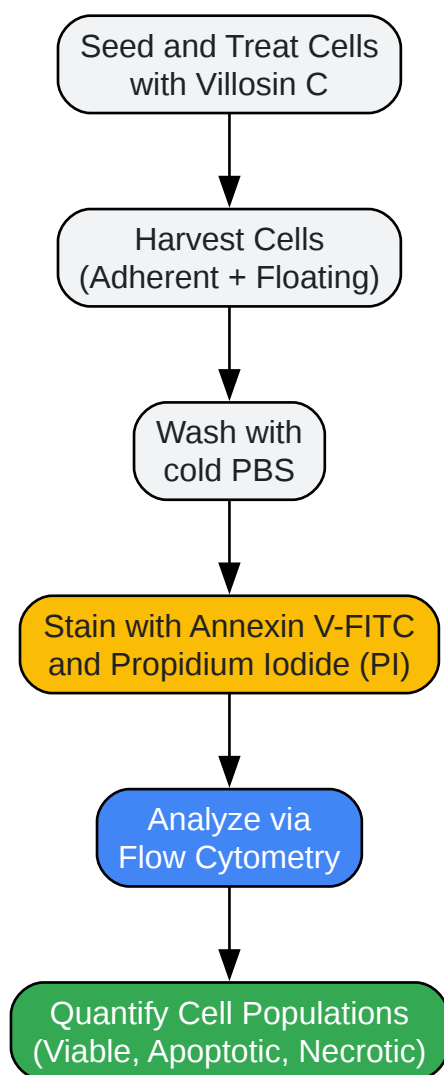 Seed and Treat Cells
with Villosin C
Harvest Cells
(Adherent + Floating)
Wash with
cold PBS
Stain with Annexin V-FITC
and Propidium Iodide (PI)
Analyze via
Flow Cytometry
Quantify Cell Populations
(Viable, Apoptotic, Necrotic)